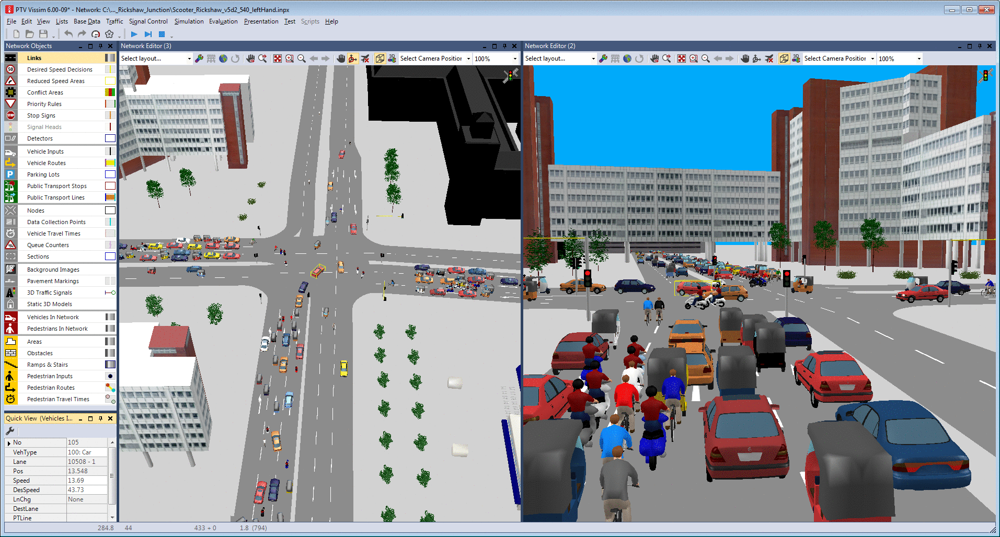 PTV Vissim 6.00-09* - Network: C:\..._Rickshaw_Junction\Scooter_Rickshaw_v5d2_540_leftHand.inpx
File Edit View Lists Base Data Traffic Signal Control Simulation Evaluation Presentation Test Scripts Help
Network Objects
Links
50 Desired Speed Decisions
Reduced Speed Areas
Conflict Areas
Priority Rules
STOP Stop Signs
Signal Heads
Detectors
Vehicle Inputs
Vehicle Routes
P Parking Lots
Public Transport Stops
Public Transport Lines
Nodes
Data Collection Points
Vehicle Travel Times
Queue Counters
Sections
Background Images
Pavement Markings
3D Traffic Signals
Static 3D Models
Vehicles In Network
Pedestrians In Network
Areas
Obstacles
Ramps & Stairs
Pedestrian Inputs
Pedestrian Routes
Pedestrian Travel Times
Quick View (Vehicles I...
No 105
VehType 100: Car
Lane 10508 - 1
Pos 13.548
Speed 13.69
DesSpeed 43.73
LnChg None
DestLane
PTLine
Network Editor (3)
Select layout... 3D Select Camera Position 100%
Network Editor (2)
Select layout... 3D Select Camera Position 100%
284.8 44 433 + 0 1.8 (794)